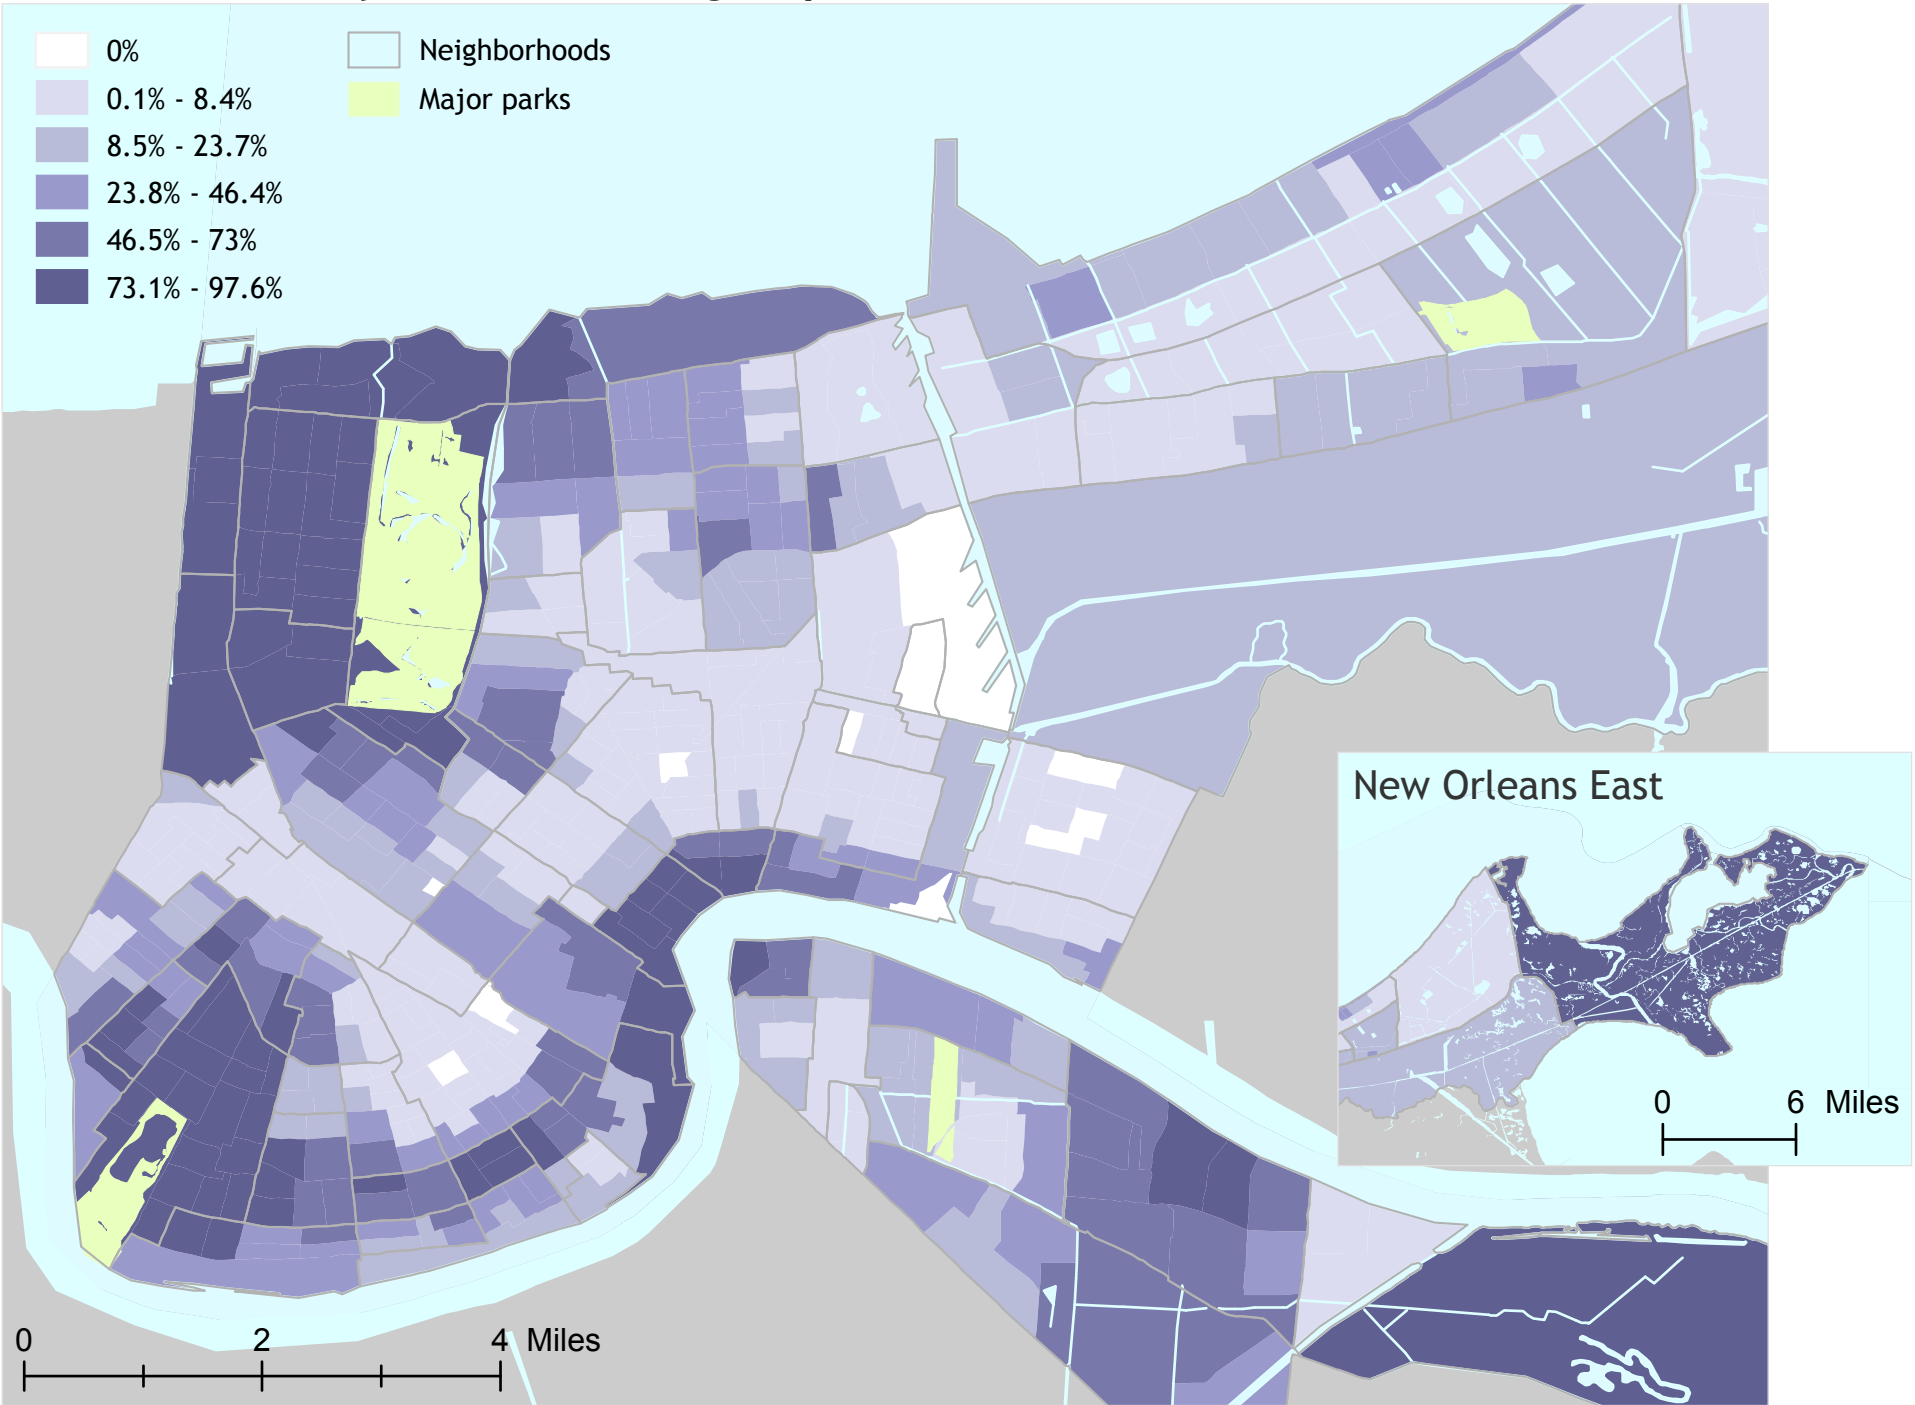 0%
0.1% - 8.4%
8.5% - 23.7%
23.8% - 46.4%
46.5% - 73%
73.1% - 97.6%
Neighborhoods
Major parks
New Orleans East
0 6 Miles
0 2 4 Miles